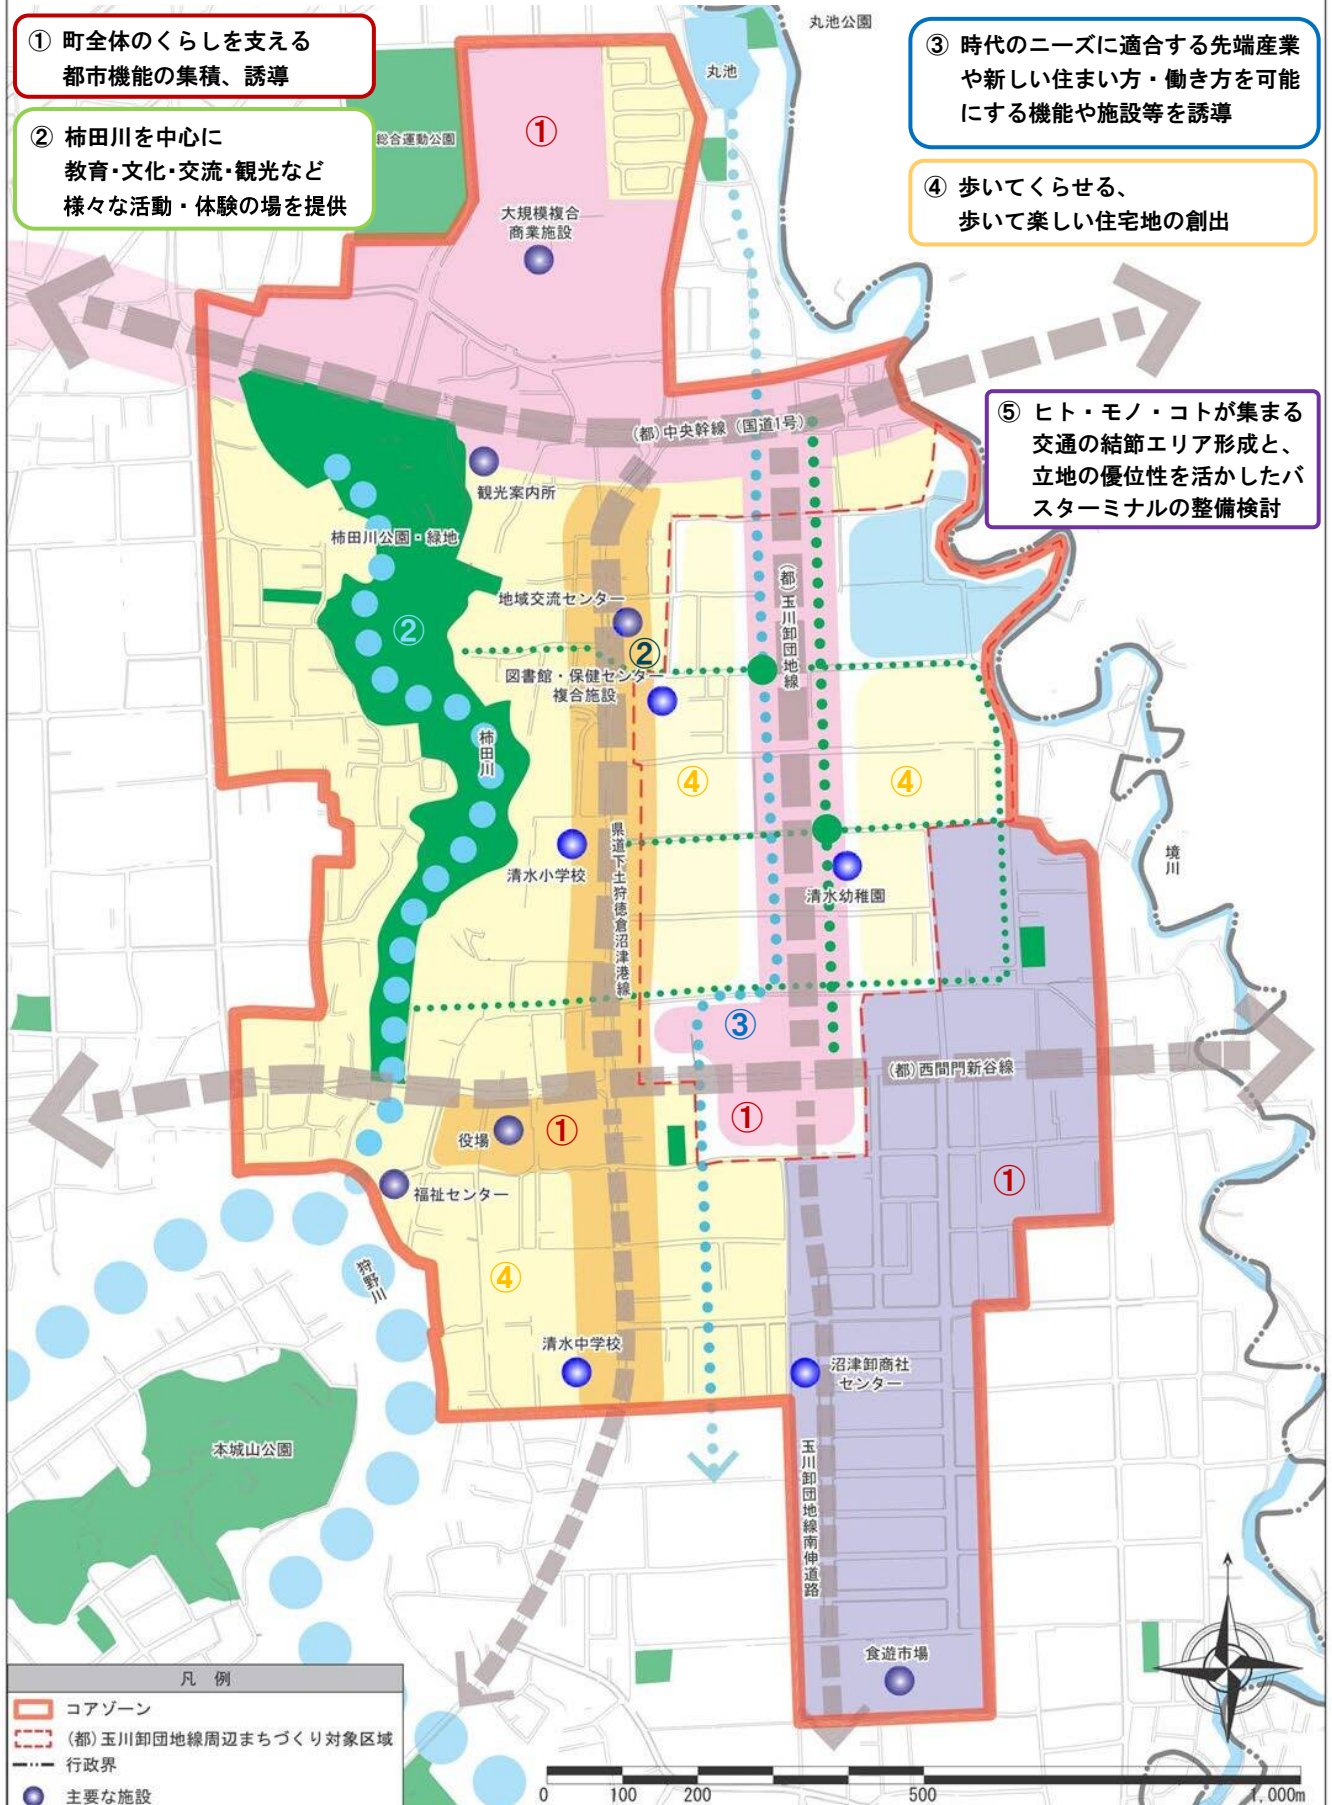 ① 町全体のくらしを支える
都市機能の集積、誘導
② 柿田川を中心に
教育・文化・交流・観光など
様々な活動・体験の場を提供
③ 時代のニーズに適合する先端産業
や新しい住まい方・働き方を可能
にする機能や施設等を誘導
④ 歩いてくらせる、
歩いて楽しい住宅地の創出
⑤ ヒト・モノ・コトが集まる
交通の結節エリア形成と、
立地の優位性を活かしたバ
スターミナルの整備検討
丸池公園
丸池
総合運動公園
①
大規模複合
商業施設
(都)中央幹線（国道1号）
観光案内所
柿田川公園・緑地
地域交流センター
(都)玉川卸団地線
②
②
図書館・保健センター
複合施設
柿田川
④
④
県道下土狩徳倉沼津港線
清水小学校
清水幼稚園
境川
③
(都)西間門新谷線
役場
①
①
①
福祉センター
狩野川
④
清水中学校
沼津卸商社
センター
本城山公園
玉川卸団地線南伸道路
食遊市場
凡 例
コアゾーン
(都)玉川卸団地線周辺まちづくり対象区域
行政界
主要な施設
0 100 200 500 1,000m